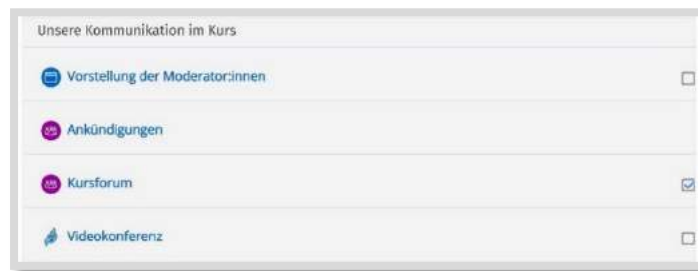 Unsere Kommunikation im Kurs
Vorstellung der Moderator:innen
Ankündigungen
Kursforum
Videokonferenz